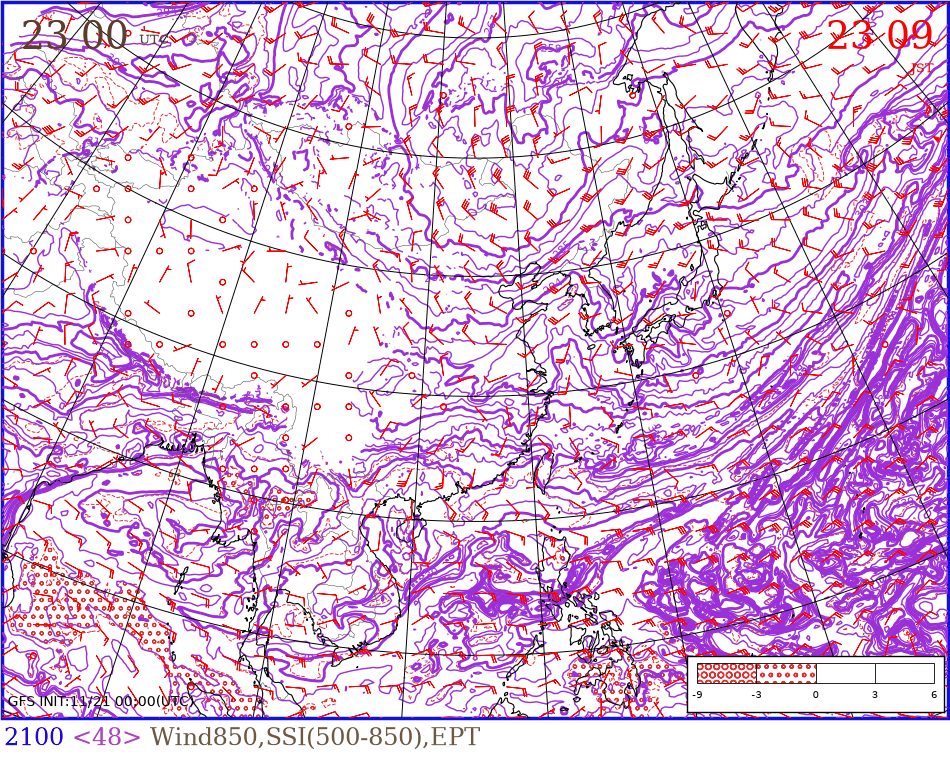 23 00 UTC 23 09
JST
GFS INIT:11/21 00:00(UTC)
-9 -3 0 3 6
2100 <48> Wind850,SSI(500-850),EPT